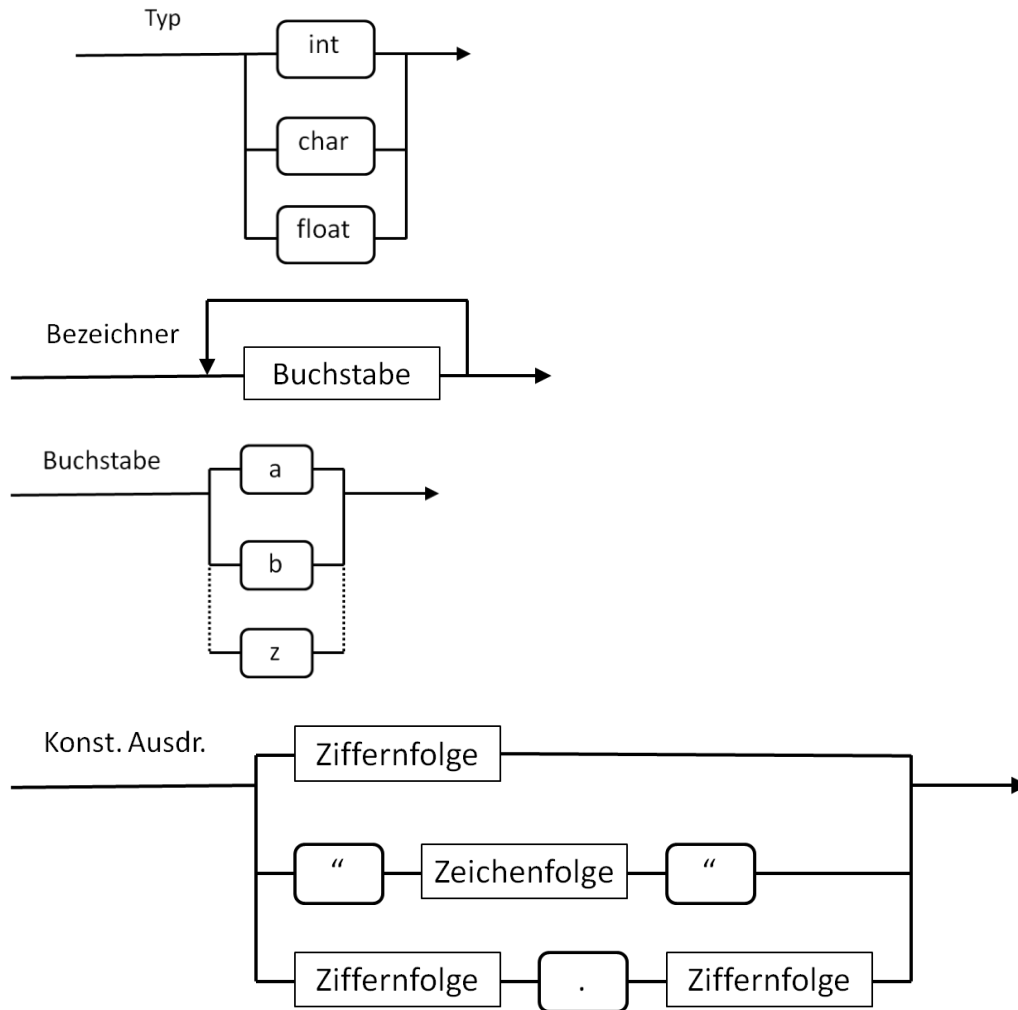 Typ
int
char
float
Bezeichner
Buchstabe
Buchstabe
a
b
z
Konst. Ausdr.
Ziffernfolge
“ Zeichenfolge “
Ziffernfolge . Ziffernfolge